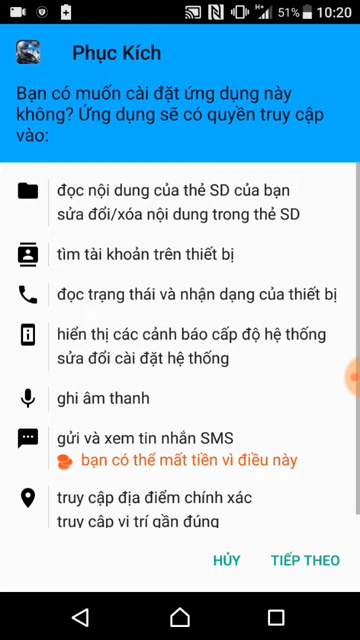 51% 10:20
Phục Kích
Bạn có muốn cài đặt ứng dụng này
không? Ứng dụng sẽ có quyền truy cập
vào:
đọc nội dung của thẻ SD của bạn
sửa đổi/xóa nội dung trong thẻ SD
tìm tài khoản trên thiết bị
đọc trạng thái và nhận dạng của thiết bị
hiển thị các cảnh báo cấp độ hệ thống
sửa đổi cài đặt hệ thống
ghi âm thanh
gửi và xem tin nhắn SMS
bạn có thể mất tiền vì điều này
truy cập địa điểm chính xác
truy cập vị trí gần đúng
HỦY TIẾP THEO